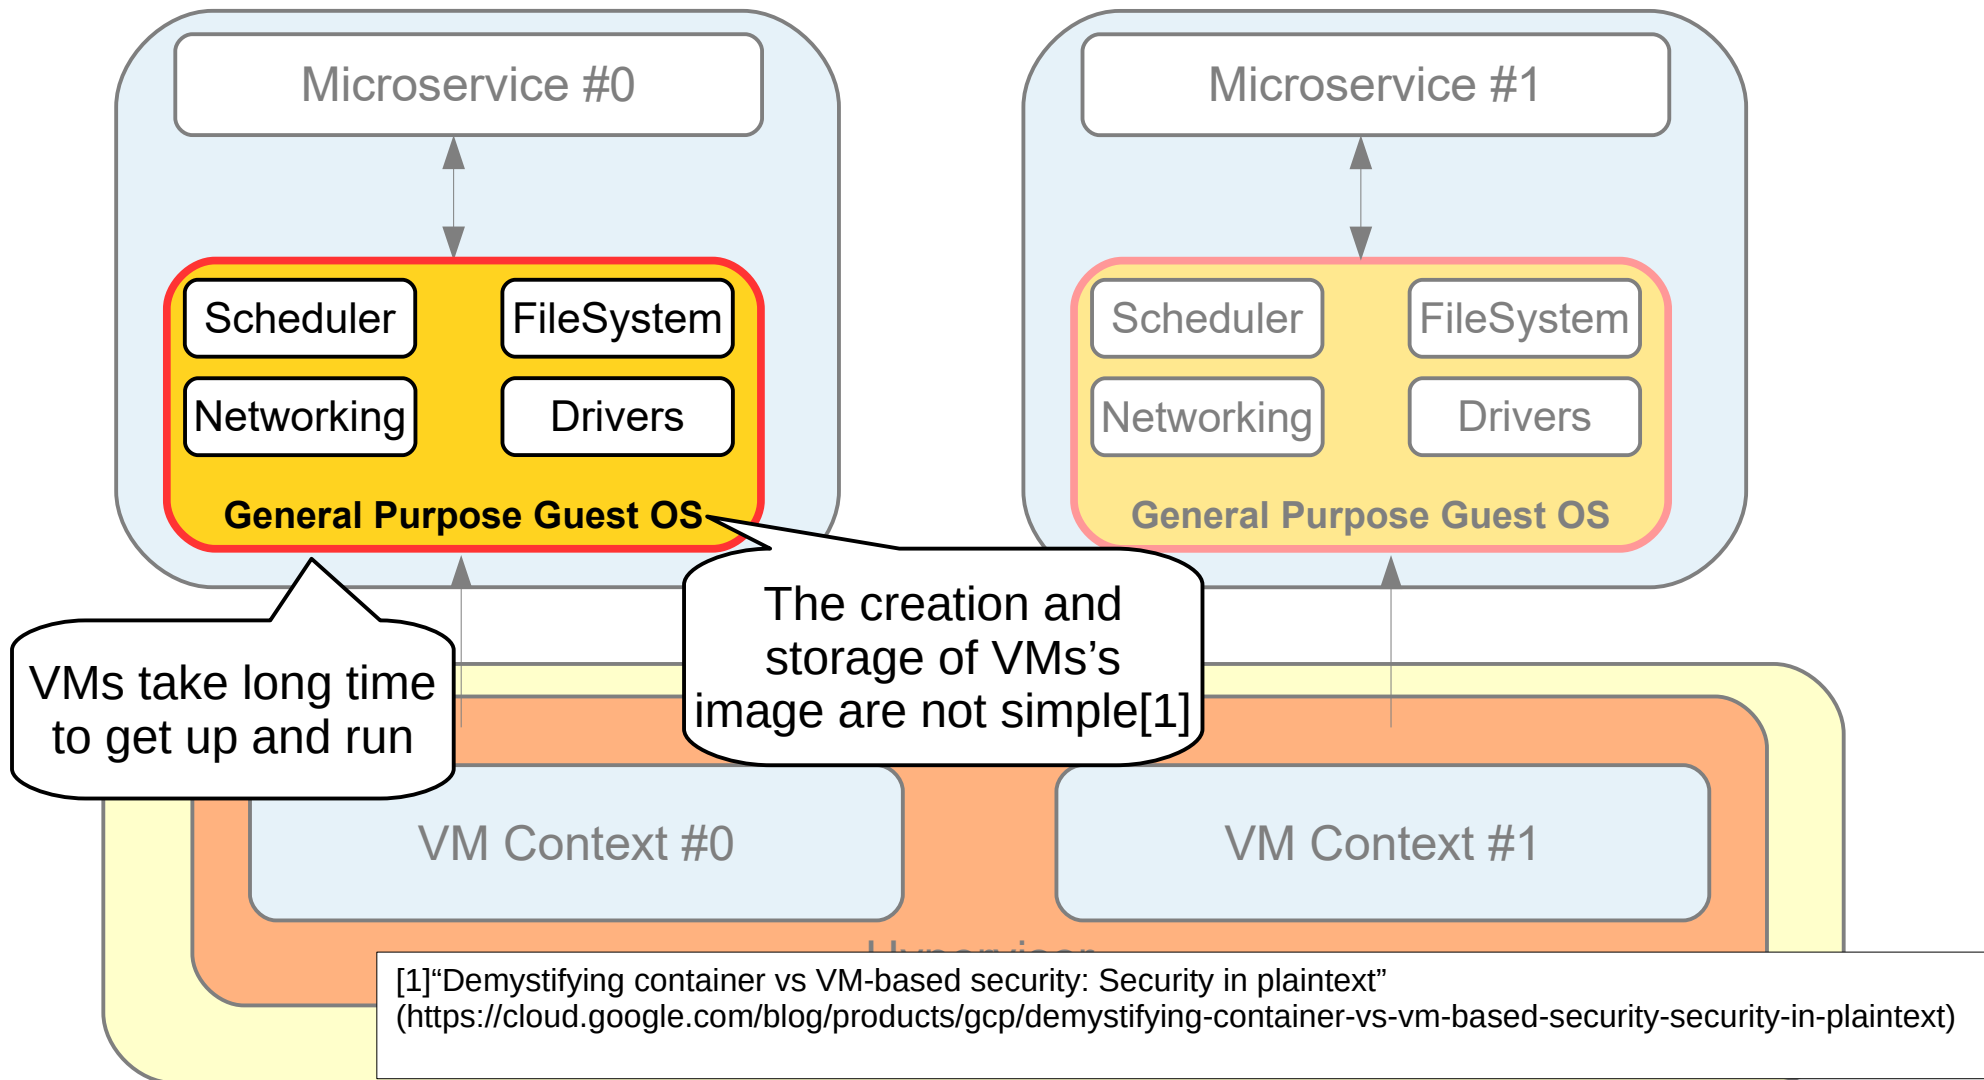 Microservice #0
Microservice #1
Scheduler
FileSystem
Networking
Drivers
General Purpose Guest OS
Scheduler
FileSystem
Networking
Drivers
General Purpose Guest OS
VMs take long time
to get up and run
The creation and
storage of VMs’s
image are not simple[1]
VM Context #0
VM Context #1
Hypervisor
[1]“Demystifying container vs VM-based security: Security in plaintext”
(https://cloud.google.com/blog/products/gcp/demystifying-container-vs-vm-based-security-security-in-plaintext)